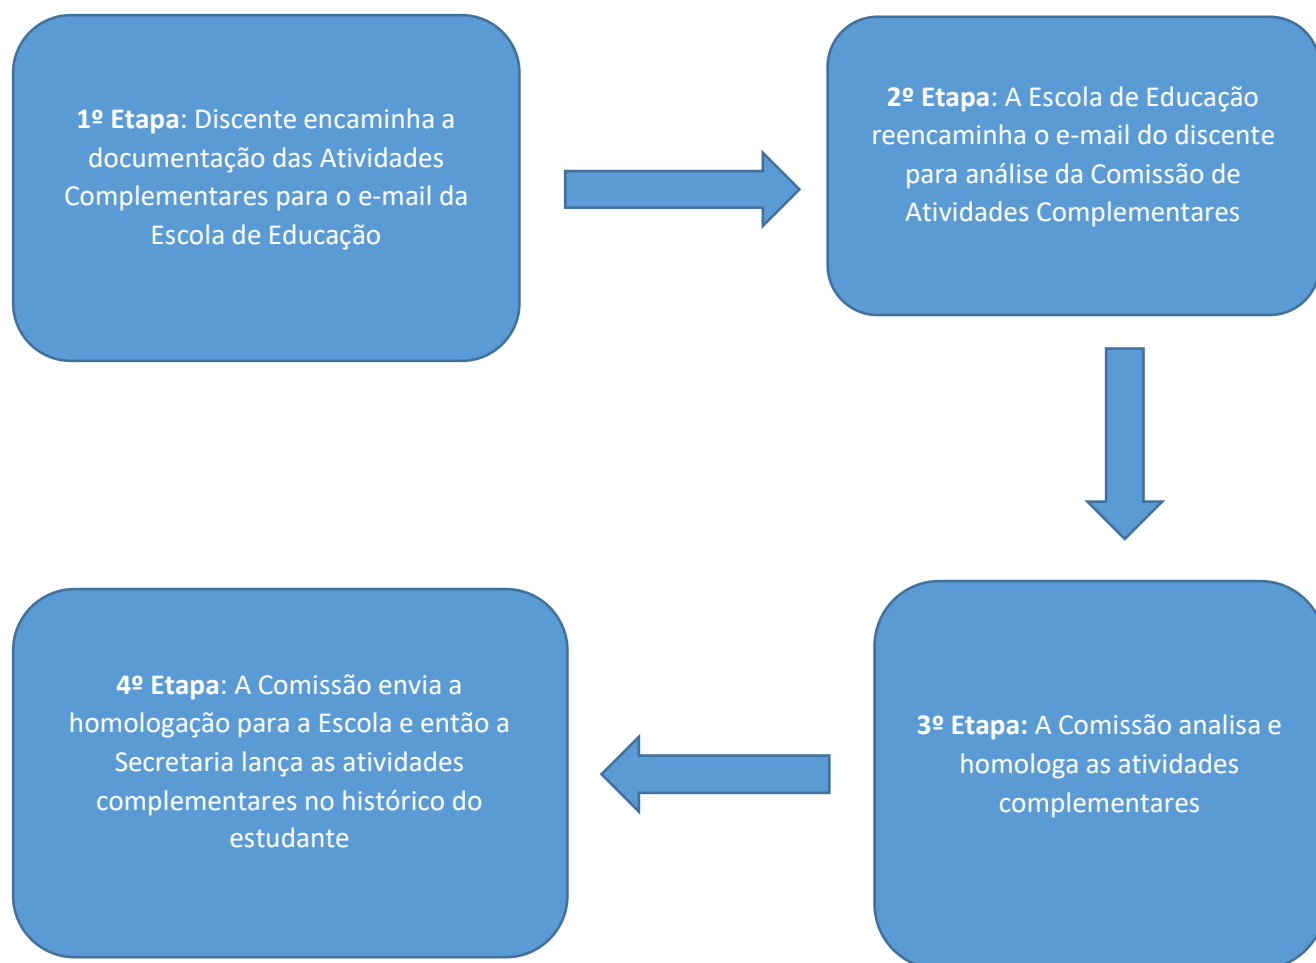 1º Etapa: Discente encaminha a
documentação das Atividades
Complementares para o e-mail da
Escola de Educação
2º Etapa: A Escola de Educação
reencaminha o e-mail do discente
para análise da Comissão de
Atividades Complementares
3º Etapa: A Comissão analisa e
homologa as atividades
complementares
4º Etapa: A Comissão envia a
homologação para a Escola e então a
Secretaria lança as atividades
complementares no histórico do
estudante